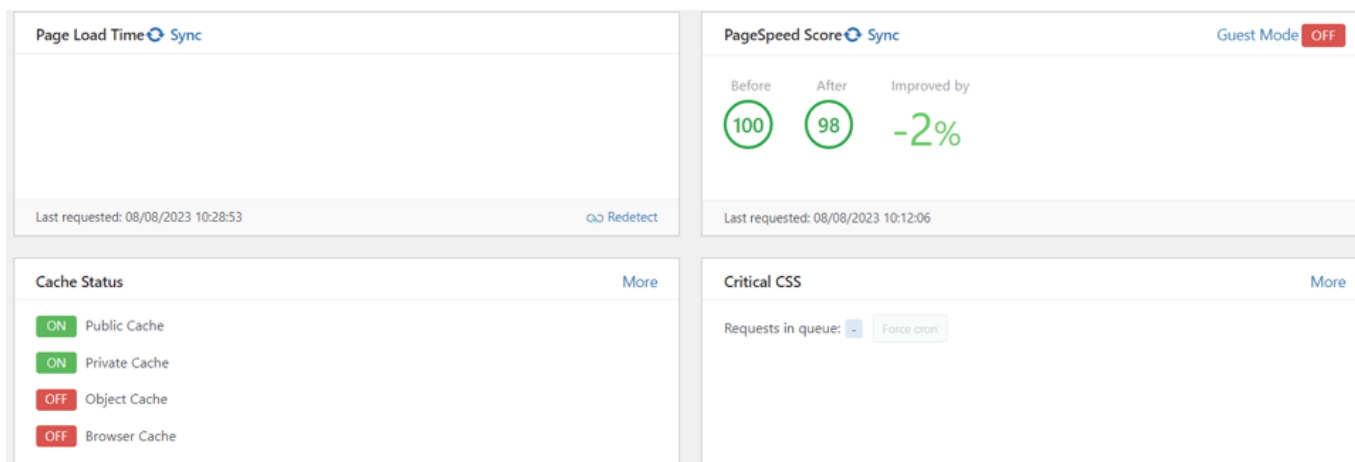 Page Load Time Sync
PageSpeed Score Sync Guest Mode OFF
Before After Improved by
100 98 -2%
Last requested: 08/08/2023 10:28:53 Redetect
Last requested: 08/08/2023 10:12:06
Cache Status More
ON Public Cache
ON Private Cache
OFF Object Cache
OFF Browser Cache
Critical CSS More
Requests in queue: - Force cron